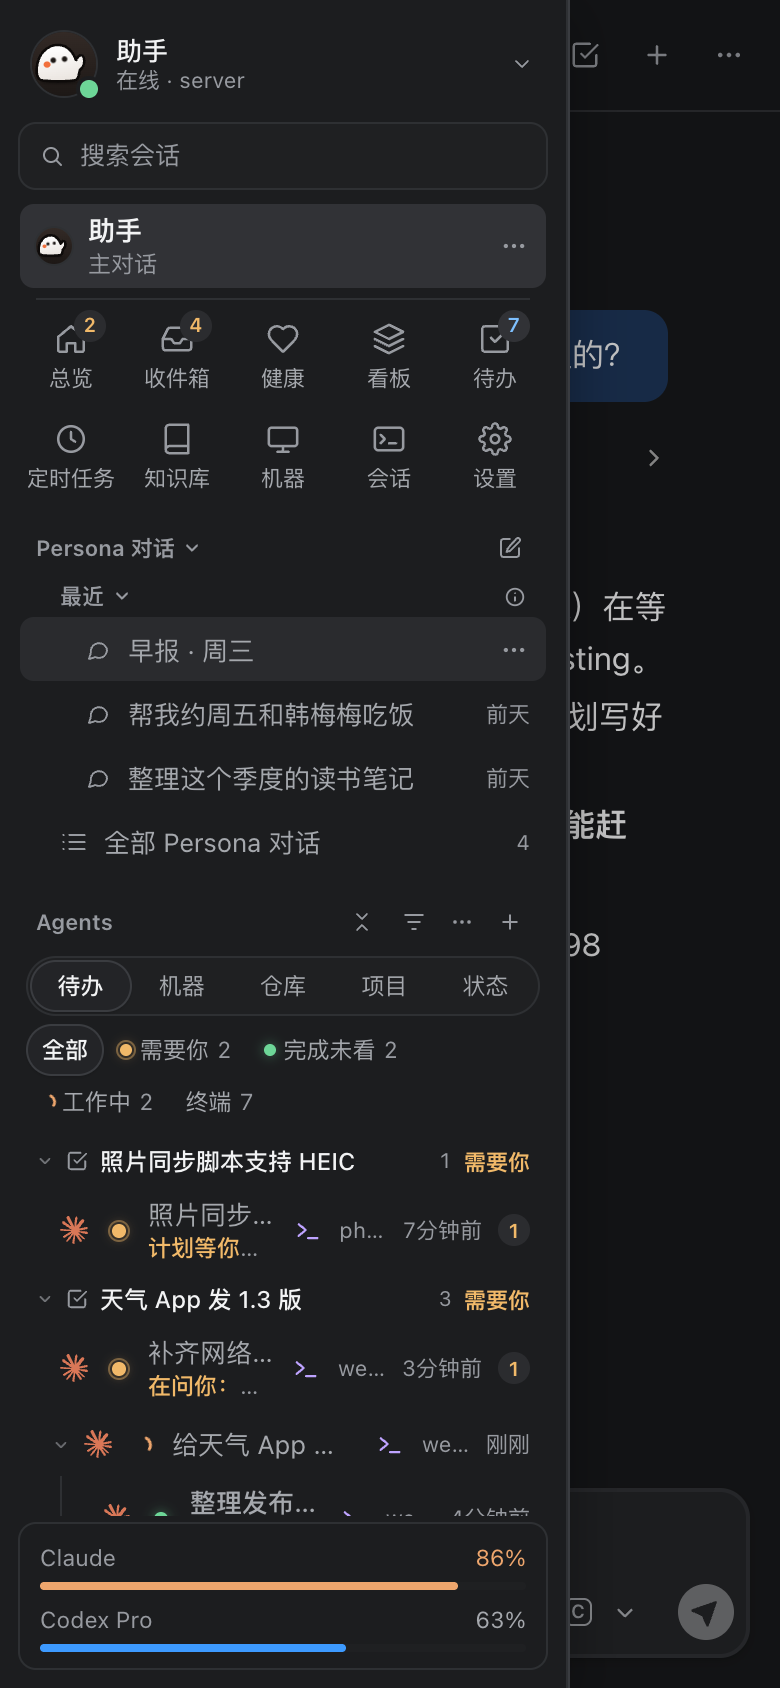 助手
在线 · server
搜索会话
助手
主对话
2
4
7
总览
收件箱
健康
看板
待办
定时任务
知识库
机器
会话
设置
Persona 对话
最近
早报 · 周三
帮我约周五和韩梅梅吃饭 前天
整理这个季度的读书笔记 前天
全部 Persona 对话 4
Agents
待办 机器 仓库 项目 状态
全部 需要你 2 完成未看 2
工作中 2 终端 7
照片同步脚本支持 HEIC 1 需要你
照片同步... ph... 7分钟前 1
计划等你...
天气 App 发 1.3 版 3 需要你
补齐网络... we... 3分钟前 1
在问你: ...
给天气 App ... we... 刚刚
整理发布...
4分钟前
Claude 86%
Codex Pro 63%
的?
）在等
sting。
划写好
能赶
98
C